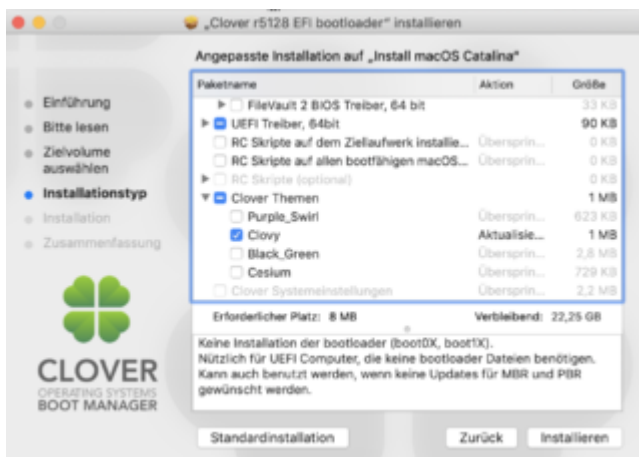 „Clover r5128 EFI bootloader“ installieren
Angepasste Installation auf „Install macOS Catalina“
Einführung
Bitte lesen
Zielvolume
auswählen
Installationstyp
Installation
Zusammenfassung
Paketname Aktion Größe
FileVault 2 BIOS Treiber, 64 bit 33 KB
UEFI Treiber, 64bit 90 KB
RC Skripte auf dem Ziellaufwerk installie... Übersprin... 0 KB
RC Skripte auf allen bootfähigen macOS... Übersprin... 0 KB
RC Skripte (optional) 0 KB
Clover Themen 1 MB
Purple_Swirl Übersprin... 623 KB
Clovy Aktualisie... 1 MB
Black_Green Übersprin... 2,8 MB
Cesium Übersprin... 729 KB
Clover Systemeinstellungen Übersprin... 2,2 MB
Erforderlicher Platz: 8 MB Verbleibend: 22,25 GB
Keine Installation der bootloader (boot0X, boot1X).
Nützlich für UEFI Computer, die keine bootloader Dateien benötigen.
Kann auch benutzt werden, wenn keine Updates für MBR und PBR
gewünscht werden.
CLOVER
OPERATING SYSTEMS
BOOT MANAGER
Standardinstallation Zurück Installieren